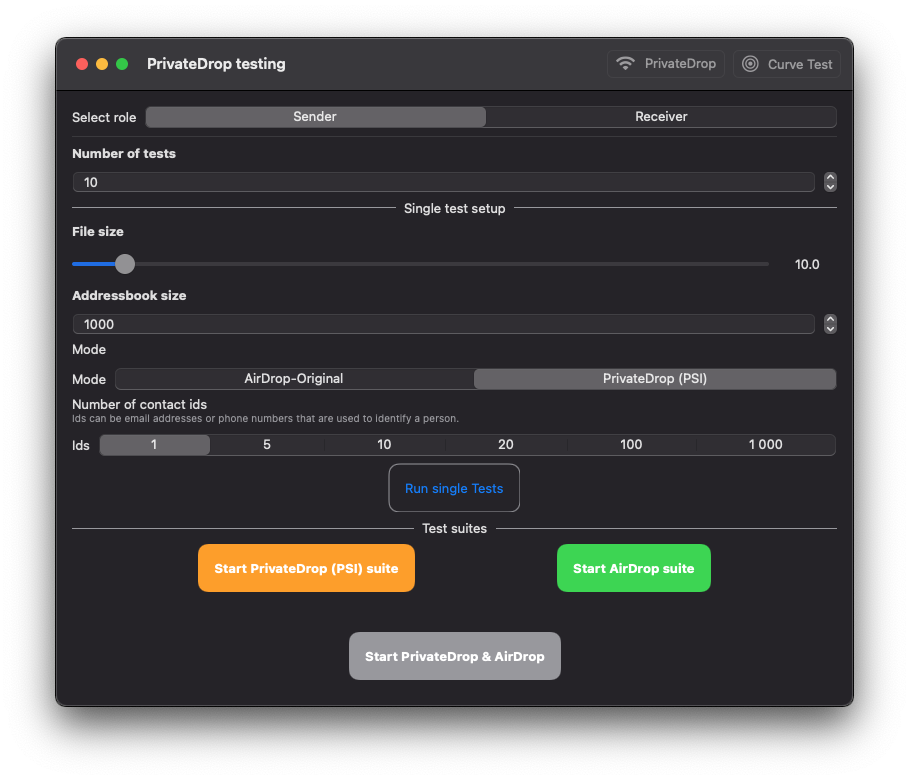 PrivateDrop testing
PrivateDrop
Curve Test
Select role
Sender
Receiver
Number of tests
10
Single test setup
File size
10.0
Addressbook size
1000
Mode
Mode
AirDrop-Original
PrivateDrop (PSI)
Number of contact ids
Ids can be email addresses or phone numbers that are used to identify a person.
Ids
1
5
10
20
100
1 000
Run single Tests
Test suites
Start PrivateDrop (PSI) suite
Start AirDrop suite
Start PrivateDrop & AirDrop